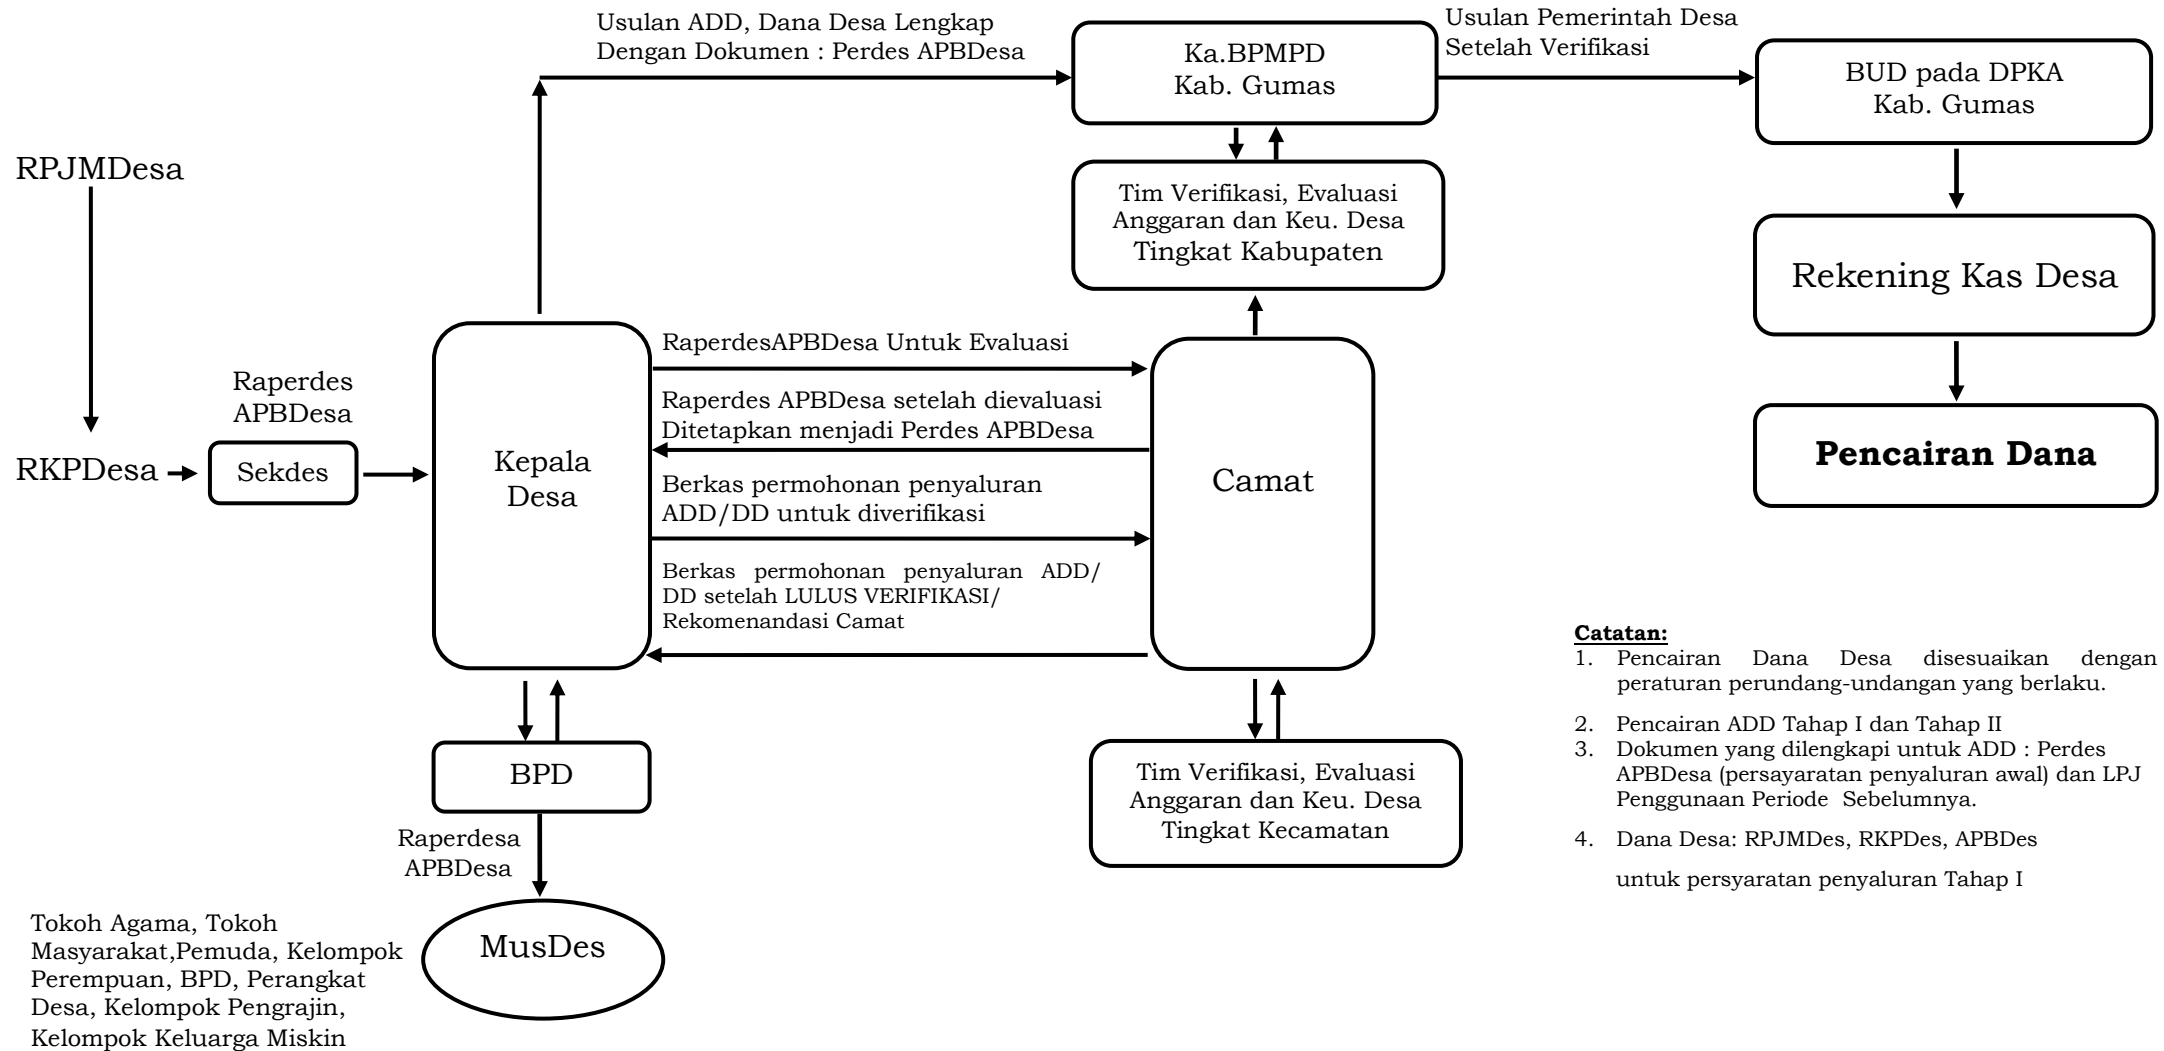 Usulan ADD, Dana Desa Lengkap
Dengan Dokumen : Perdes APBDesa
Ka.BPMPD
Kab. Gumas
Usulan Pemerintah Desa
Setelah Verifikasi
BUD pada DPKA
Kab. Gumas
RPJMDesa
Tim Verifikasi, Evaluasi
Anggaran dan Keu. Desa
Tingkat Kabupaten
Rekening Kas Desa
Pencairan Dana
RKPDesa
Raperdes
APBDesa
Sekdes
Kepala
Desa
RaperdesAPBDesa Untuk Evaluasi
Raperdes APBDesa setelah dievaluasi
Ditetapkan menjadi Perdes APBDesa
Berkas permohonan penyaluran
ADD/DD untuk diverifikasi
Berkas permohonan penyaluran ADD/
DD setelah LULUS VERIFIKASI/
Rekomenandasi Camat
Camat
BPD
Raperdesa
APBDesa
MusDes
Tokoh Agama, Tokoh
Masyarakat,Pemuda, Kelompok
Perempuan, BPD, Perangkat
Desa, Kelompok Pengrajin,
Kelompok Keluarga Miskin
Tim Verifikasi, Evaluasi
Anggaran dan Keu. Desa
Tingkat Kecamatan
Catatan:
1. Pencairan Dana Desa disesuaikan dengan
peraturan perundang-undangan yang berlaku.
2. Pencairan ADD Tahap I dan Tahap II
3. Dokumen yang dilengkapi untuk ADD : Perdes
APBDesa (persayaratan penyaluran awal) dan LPJ
Penggunaan Periode Sebelumnya.
4. Dana Desa: RPJMDes, RKPDes, APBDes
untuk persyaratan penyaluran Tahap I